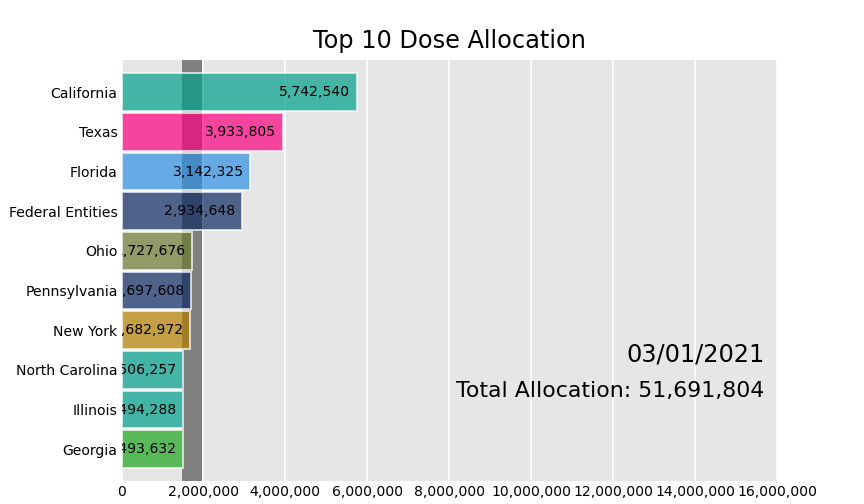 Top 10 Dose Allocation
California 5,742,540
Texas 3,933,805
Florida 3,142,325
Federal Entities 2,934,648
Ohio ,727,676
Pennsylvania ,697,608
New York ,682,972
North Carolina 506,257
Illinois 494,288
Georgia 493,632
03/01/2021
Total Allocation: 51,691,804
0 2,000,000 4,000,000 6,000,000 8,000,000 10,000,000 12,000,000 14,000,000 16,000,000